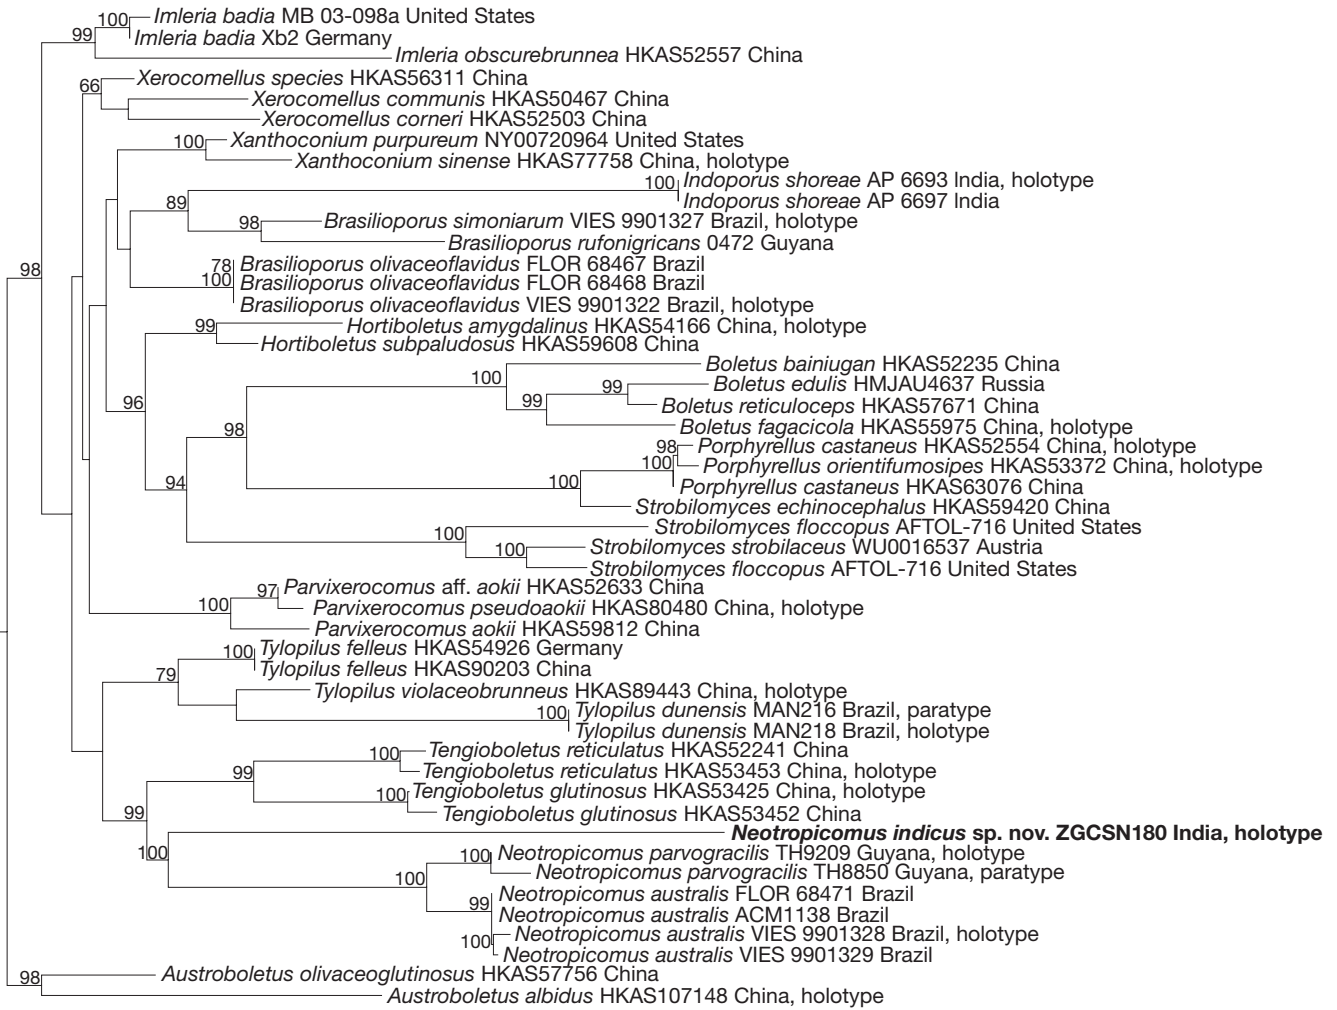 100 Imleria badia MB 03-098a United States
99 Imleria badia Xb2 Germany
Imleria obscurebrunnea HKAS52557 China
66 Xerocomellus species HKAS56311 China
Xerocomellus communis HKAS50467 China
Xerocomellus corneri HKAS52503 China
100 Xanthoconium purpureum NY00720964 United States
Xanthoconium sinense HKAS77758 China, holotype
100 Indoporus shoreae AP 6693 India, holotype
89 Indoporus shoreae AP 6697 India
98 Brasilioporus simoniarum VIES 9901327 Brazil, holotype
Brasilioporus rufonigricans 0472 Guyana
98 78 Brasilioporus olivaceoflavidus FLOR 68467 Brazil
100 Brasilioporus olivaceoflavidus FLOR 68468 Brazil
Brasilioporus olivaceoflavidus VIES 9901322 Brazil, holotype
99 Hortiboletus amygdalinus HKAS54166 China, holotype
Hortiboletus subpaludosus HKAS59608 China
Boletus bainiugan HKAS52235 China
100 99 Boletus edulis HMJAU4637 Russia
96 99 Boletus reticuloceps HKAS57671 China
98 Boletus fagacicola HKAS55975 China, holotype
98 Porphyrellus castaneus HKAS52554 China, holotype
100 Porphyrellus orientifumosipes HKAS53372 China, holotype
94 100 Porphyrellus castaneus HKAS63076 China
Strobilomyces echinocephalus HKAS59420 China
100 Strobilomyces floccopus AFTOL-716 United States
100 Strobilomyces strobilaceus WU0016537 Austria
Strobilomyces floccopus AFTOL-716 United States
97 Parvixerocomus aff. aokii HKAS52633 China
100 Parvixerocomus pseudoaokii HKAS80480 China, holotype
Parvixerocomus aokii HKAS59812 China
100 Tylopilus felleus HKAS54926 Germany
79 Tylopilus felleus HKAS90203 China
Tylopilus violaceobrunneus HKAS89443 China, holotype
100 Tylopilus dunensis MAN216 Brazil, paratype
Tylopilus dunensis MAN218 Brazil, holotype
100 Tengioboletus reticulatus HKAS52241 China
99 Tengioboletus reticulatus HKAS53453 China, holotype
100 Tengioboletus glutinosus HKAS53425 China, holotype
99 Tengioboletus glutinosus HKAS53452 China
Neotropicomus indicus sp. nov. ZGCSN180 India, holotype
100 100 Neotropicomus parvogracilis TH9209 Guyana, holotype
100 Neotropicomus parvogracilis TH8850 Guyana, paratype
99 Neotropicomus australis FLOR 68471 Brazil
Neotropicomus australis ACM1138 Brazil
100 Neotropicomus australis VIES 9901328 Brazil, holotype
Neotropicomus australis VIES 9901329 Brazil
98 Austroboletus olivaceoglutinosus HKAS57756 China
Austroboletus albidus HKAS107148 China, holotype